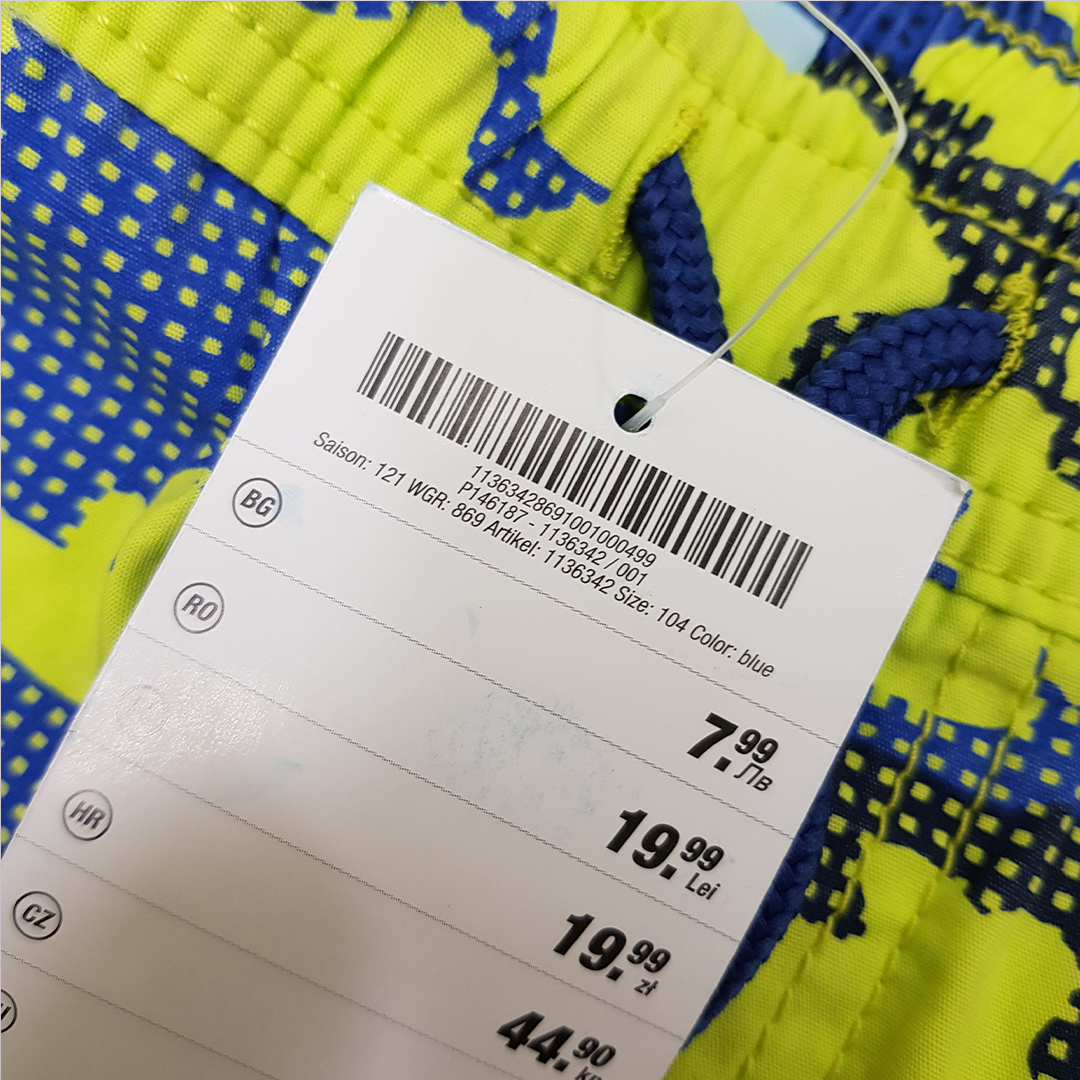 11363428691001000499
P146187 - 1136342 / 001
Saison: 121 WGR: 869 Artikel: 1136342 Size: 104 Color: blue
BG 7.99 Лв
RO 19.99 Lei
19.99 zł
HR 44.90
CZ